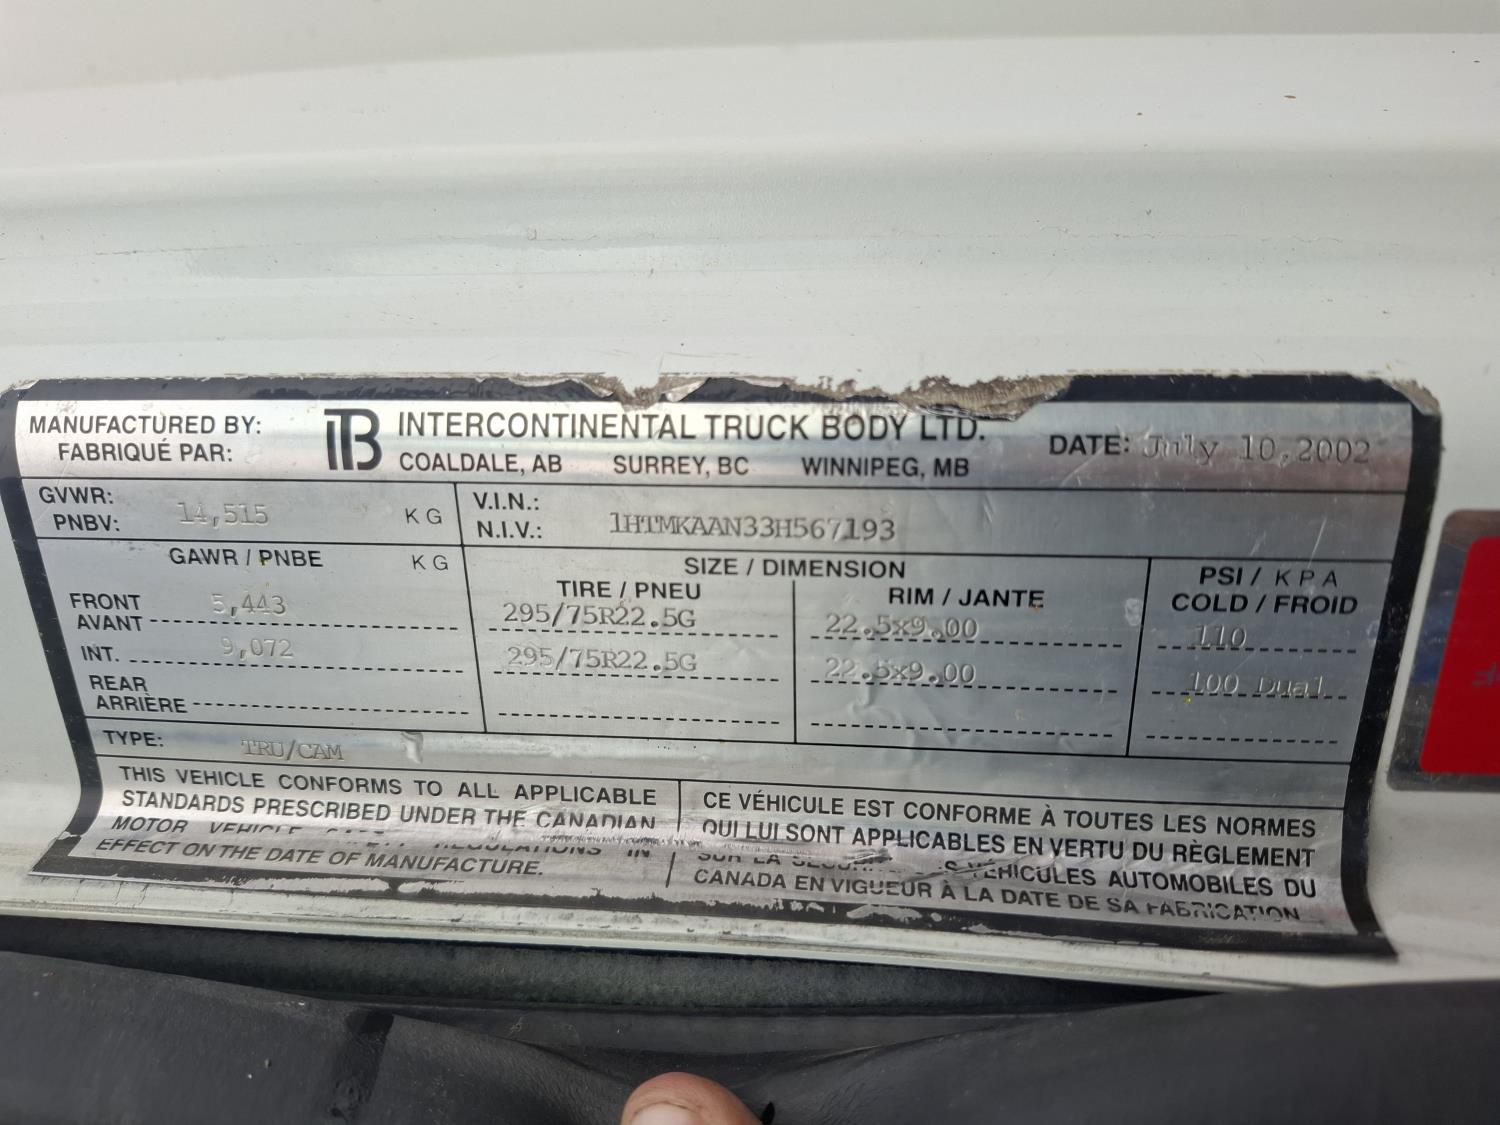 MANUFACTURED BY: ITB INTERCONTINENTAL TRUCK BODY LTD. DATE: July 10,2002
FABRIQUÉ PAR: COALDALE, AB SURREY, BC WINNIPEG, MB
GVWR: 14,515 KG V.I.N.: 1HTMKAAN33H567193
PNBV: N.I.V.:
GAWR / PNBE KG SIZE / DIMENSION PSI / KPA
TIRE / PNEU RIM / JANTE COLD / FROID
FRONT 5,443 295/75R22.5G 22.5x9.00 110
AVANT
INT. 9,072 295/75R22.5G 22.5x9.00 100 Dual
REAR
ARRIÈRE
TYPE: TRU/CAM
THIS VEHICLE CONFORMS TO ALL APPLICABLE
STANDARDS PRESCRIBED UNDER THE CANADIAN
MOTOR VEHICLE REGULATIONS IN
EFFECT ON THE DATE OF MANUFACTURE.
CE VÉHICULE EST CONFORME À TOUTES LES NORMES
QUI LUI SONT APPLICABLES EN VERTU DU RÈGLEMENT
SUR LA VÉHICULES AUTOMOBILES DU
CANADA EN VIGUEUR À LA DATE DE SA FABRICATION